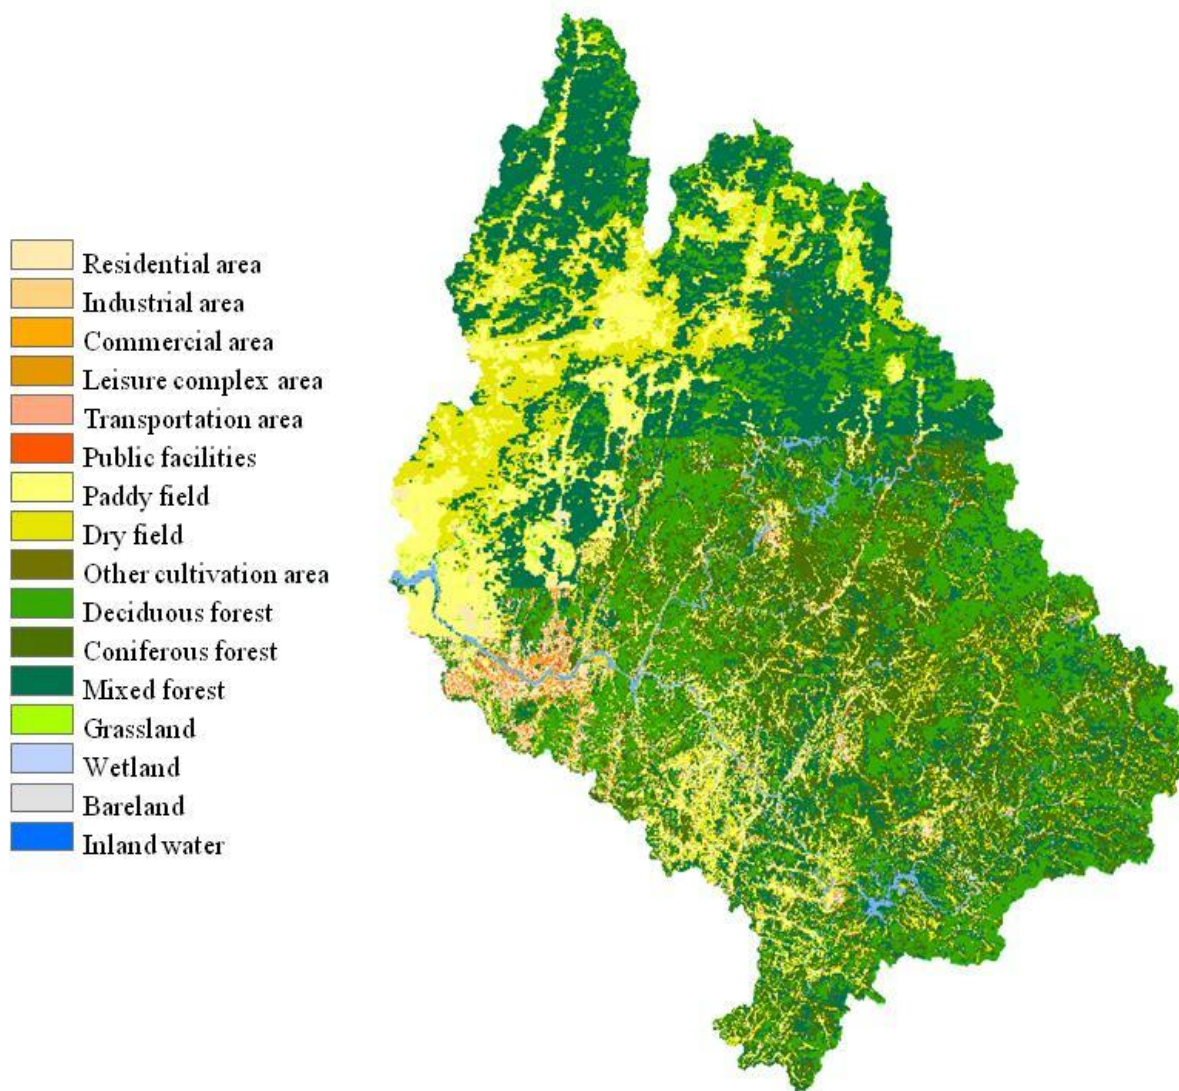 Residential area
Industrial area
Commercial area
Leisure complex area
Transportation area
Public facilities
Paddy field
Dry field
Other cultivation area
Deciduous forest
Coniferous forest
Mixed forest
Grassland
Wetland
Bareland
Inland water